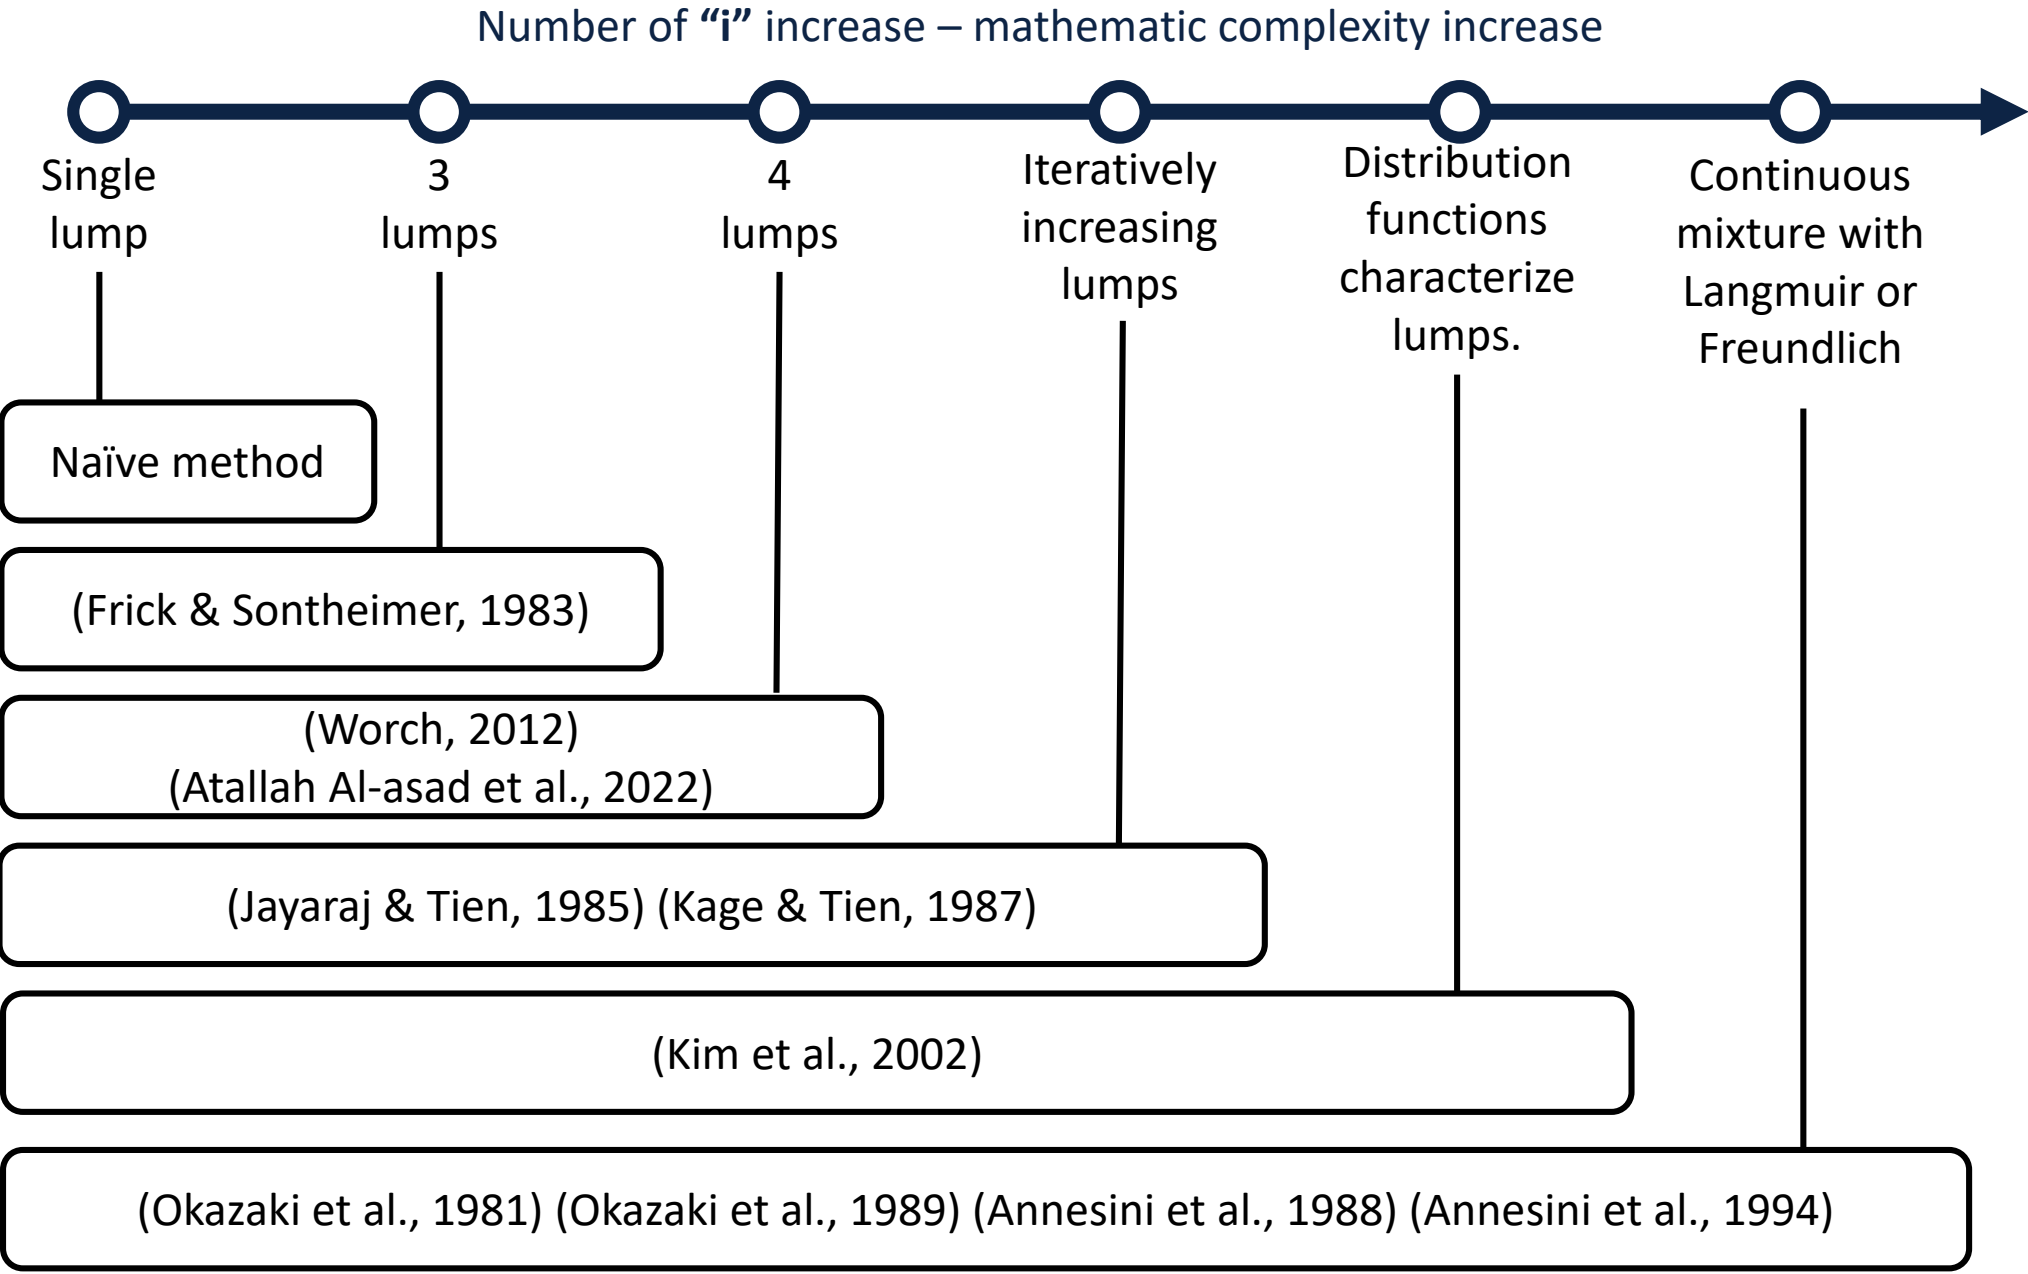 Number of “i” increase – mathematic complexity increase
Single
lump
3
lumps
4
lumps
Iteratively
increasing
lumps
Distribution
functions
characterize
lumps.
Continuous
mixture with
Langmuir or
Freundlich
Naïve method
(Frick & Sontheimer, 1983)
(Worch, 2012)
(Atallah Al-asad et al., 2022)
(Jayaraj & Tien, 1985) (Kage & Tien, 1987)
(Kim et al., 2002)
(Okazaki et al., 1981) (Okazaki et al., 1989) (Annesini et al., 1988) (Annesini et al., 1994)